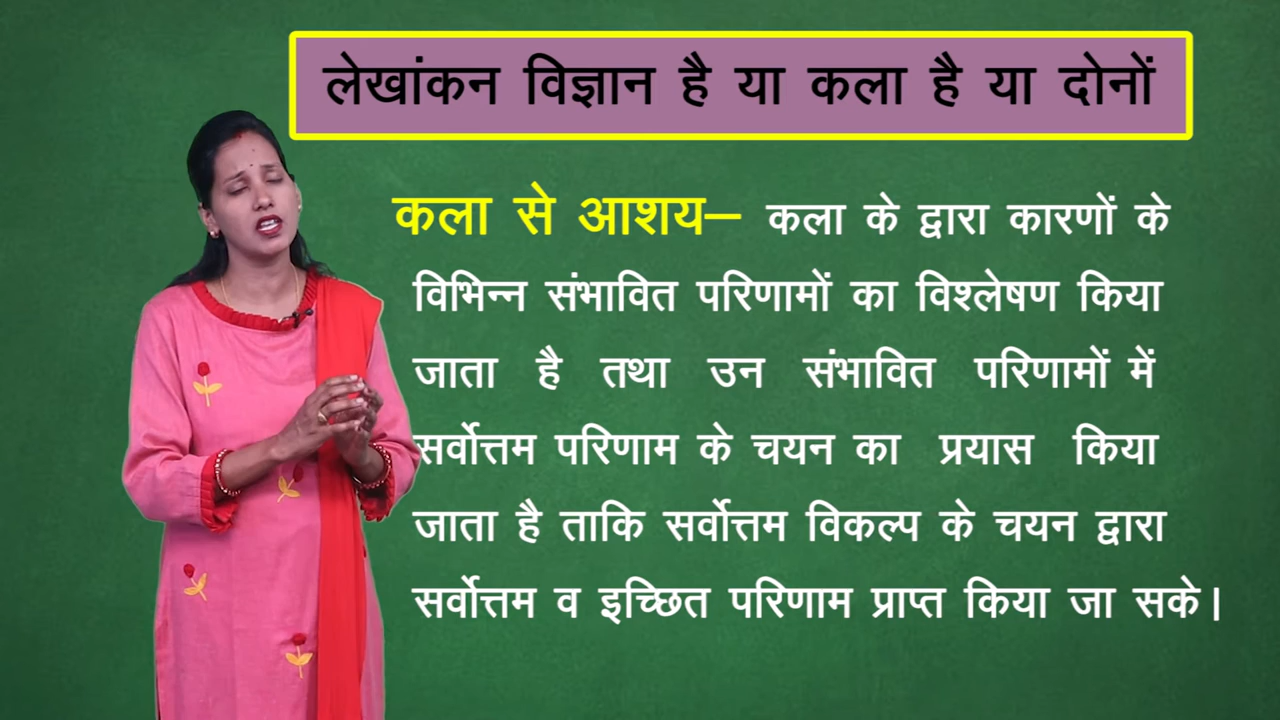 लेखांकन विज्ञान है या कला है या दोनों
कला से आशय– कला के द्वारा कारणों के
विभिन्न संभावित परिणामों का विश्लेषण किया
जाता है तथा उन संभावित परिणामों में
सर्वोत्तम परिणाम के चयन का प्रयास किया
जाता है ताकि सर्वोत्तम विकल्प के चयन द्वारा
सर्वोत्तम व इच्छित परिणाम प्राप्त किया जा सके।